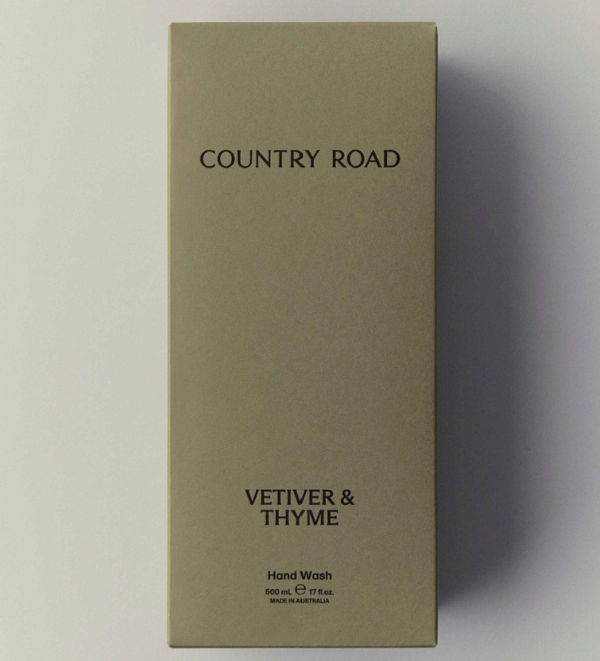 COUNTRY ROAD
VETIVER &
THYME
Hand Wash
500 mL ℮ 17 fl.oz.
MADE IN AUSTRALIA